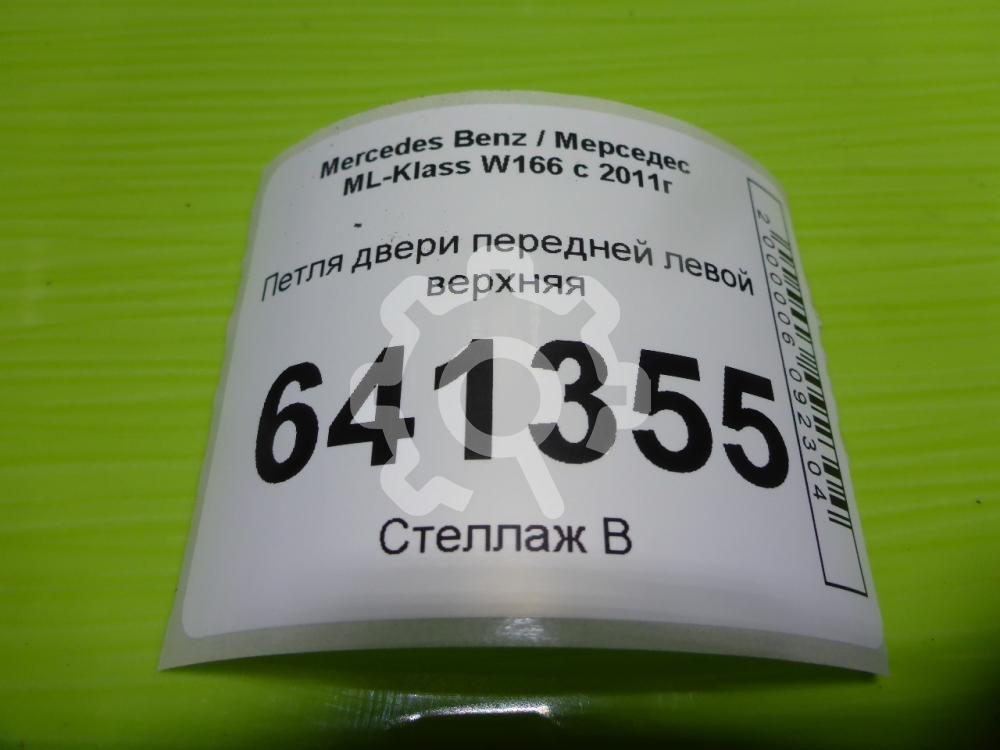 Mercedes Benz / Мерседес
ML-Klass W166 с 2011г
Петля двери передней левой
верхняя
641355
Стеллаж В
2000006092304